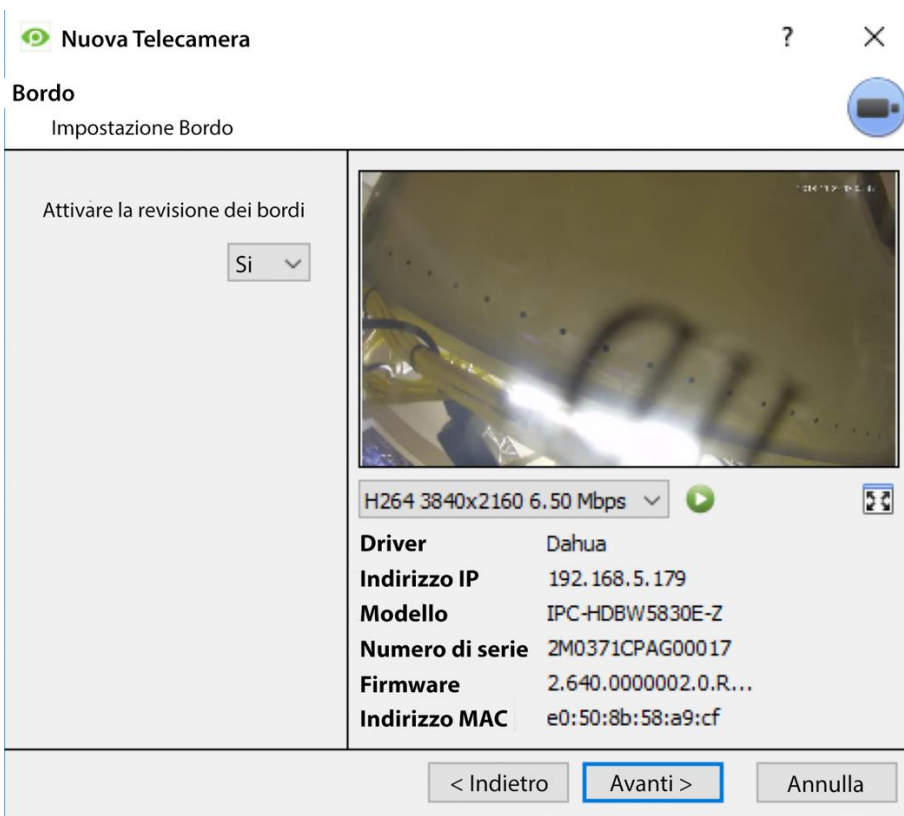 Nuova Telecamera
?
Bordo
Impostazione Bordo
Attivare la revisione dei bordi
Si
H264 3840x2160 6.50 Mbps
Driver Dahua
Indirizzo IP 192.168.5.179
Modello IPC-HDBW5830E-Z
Numero di serie 2M0371CPAG00017
Firmware 2.640.0000002.0.R...
Indirizzo MAC e0:50:8b:58:a9:cf
< Indietro Avanti > Annulla